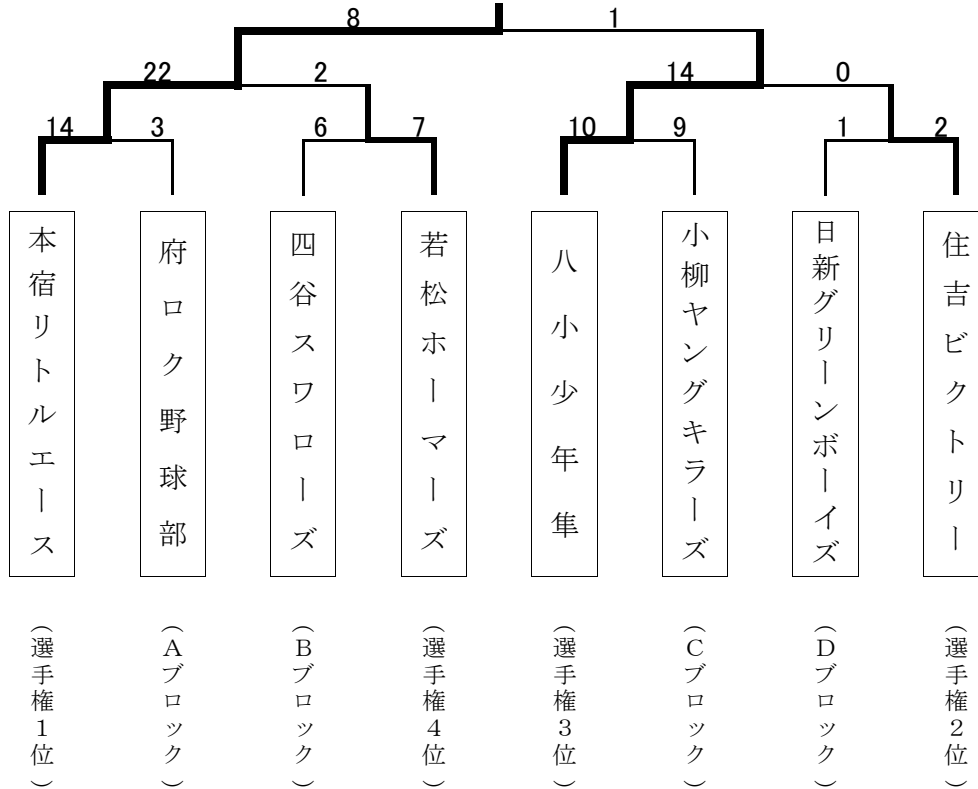 8 1
22 2 14 0
14 3 6 7 10 9 1 2
本宿リトルエース
府ロク野球部
四谷スワローズ
若松ホーマーズ
八小少年隼
小柳ヤングキラーズ
日新グリーンボーイズ
住吉ビクトリー
（選手権１位）
（Ａブロック）
（Ｂブロック）
（選手権４位）
（選手権３位）
（Ｃブロック）
（Ｄブロック）
（選手権２位）